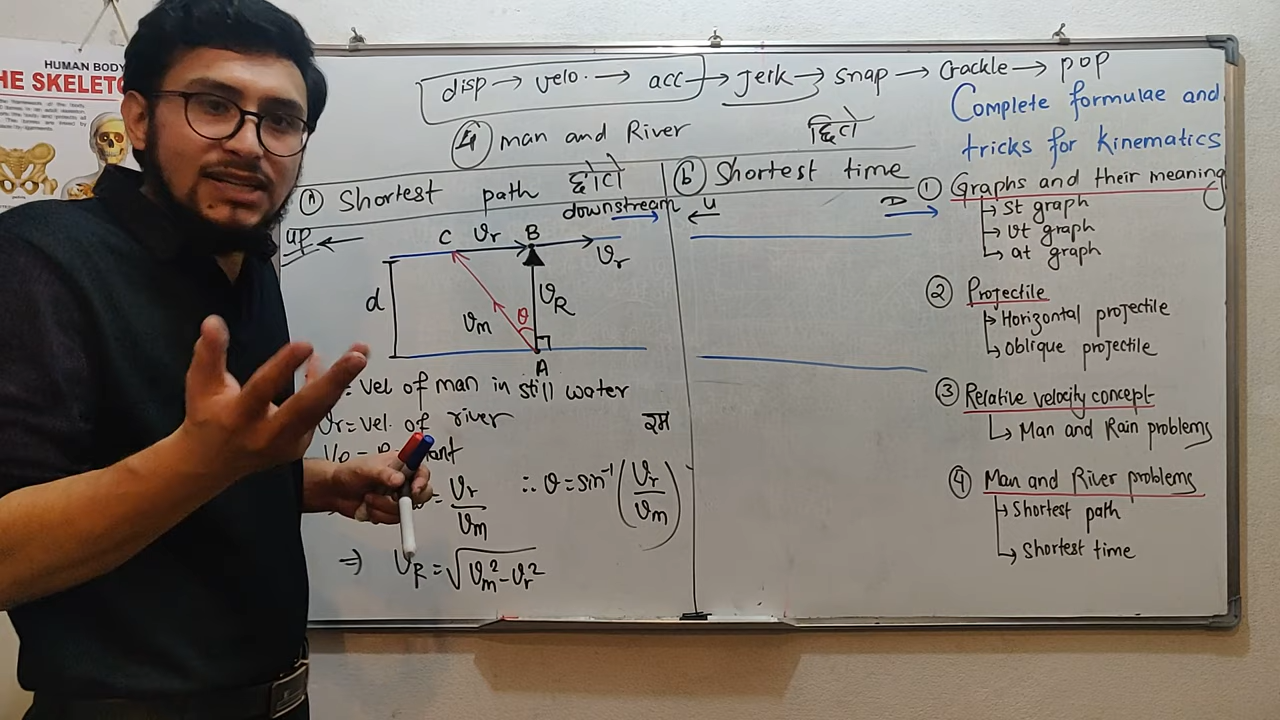 HUMAN BODY
HE SKELETO
disp → velo. → acc → Jerk → snap → Crackle → pop
Complete formulae and
tricks for kinematics
④ man and River
छिटो
Ⓐ Shortest path छोटो
ⓑ Shortest time
downstream
up
U
D
C
vr
B
vr
d
vm
θ
vR
A
= vel of man in still water
vr = vel. of river
रम
= vr/vm
∴ θ = sin⁻¹ (vr/vm)
⇒ vR = √vm² - vr²
① Graphs and their meaning
st graph
vt graph
at graph
② Projectile
Horizontal projectile
Oblique projectile
③ Relative velocity concept
Man and Rain problems
④ Man and River problems
Shortest path
Shortest time